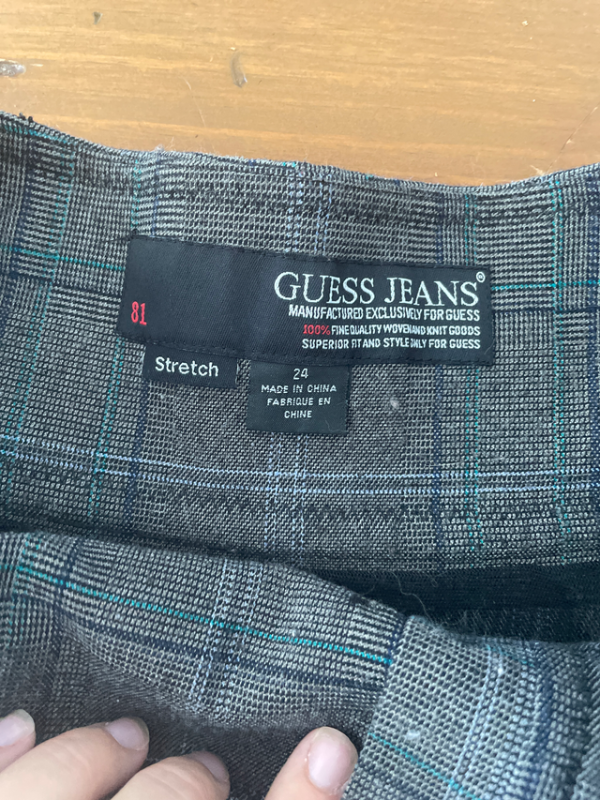 GUESS JEANS®
MANUFACTURED EXCLUSIVELY FOR GUESS
81
100% FINE QUALITY WOVEN AND KNIT GOODS
SUPERIOR FIT AND STYLE ONLY FOR GUESS
Stretch
24
MADE IN CHINA
FABRIQUE EN
CHINE